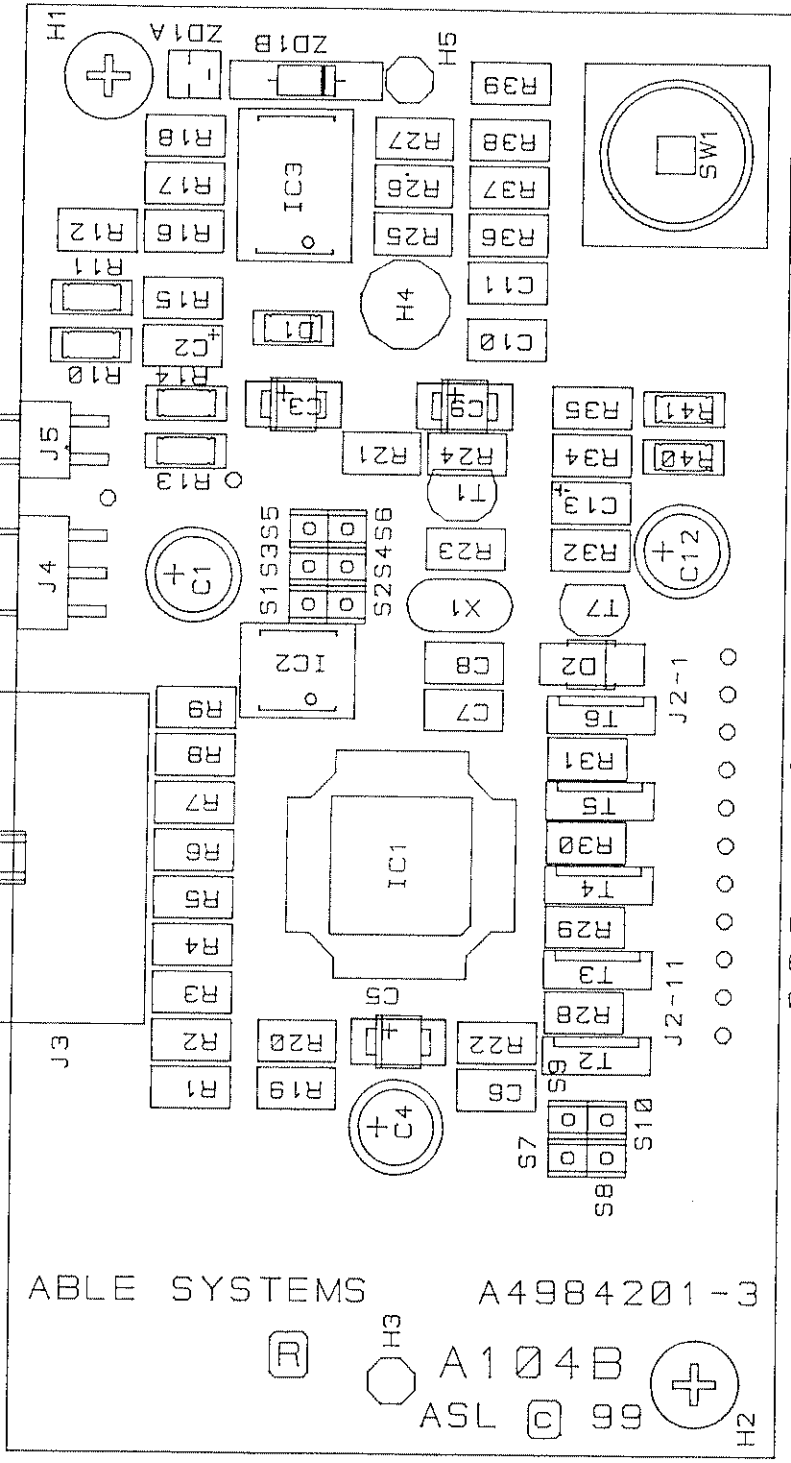 H1
ZD1A
ZD1B
H5
R39
R18
R27
R38
R17
IC3
R26
R37
SW1
R12
R16
R25
R36
R11
R15
H4
C11
D1
C2
C10
R10
R14
C3
C9
R35
R41
J5
R21
R24
R34
R40
R13
T1
C13
S1S3S5
S2S4S6
R23
R32
J4
C1
C12
X1
T7
IC2
C8
D2
R9
C7
J2-1
T6
R8
R31
R7
T5
R6
IC1
R30
R5
T4
R4
R29
R3
T3
C5
R28
J3
R2
R20
R22
J2-11
T2
R1
R19
C6
S9
C4
S7
S10
S8
ABLE SYSTEMS
A4984201-3
R
H3
A104B
ASL c 99
H2